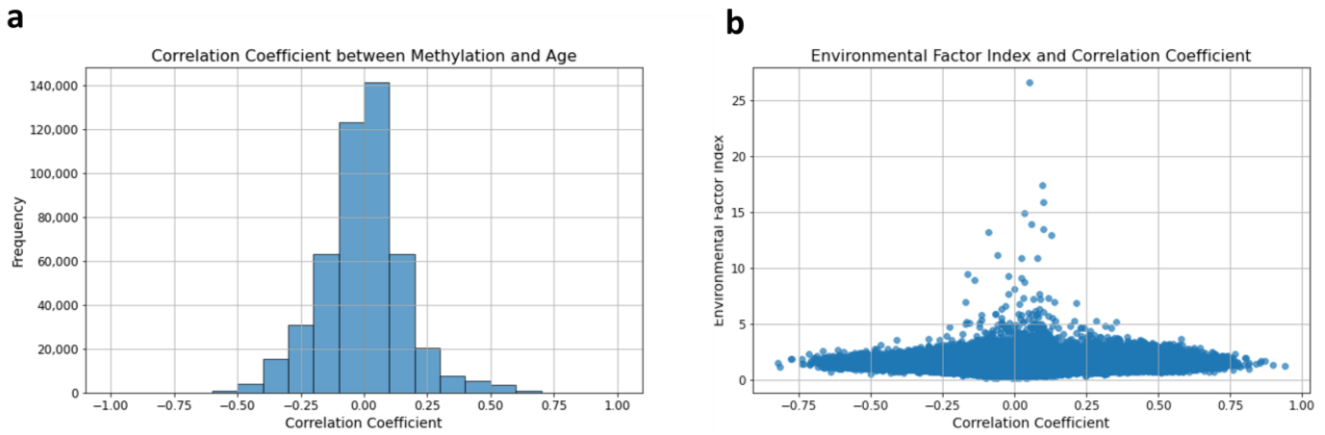 a
Correlation Coefficient between Methylation and Age
140,000
120,000
100,000
80,000
60,000
40,000
20,000
0
Frequency
−1.00 −0.75 −0.50 −0.25 0.00 0.25 0.50 0.75 1.00
Correlation Coefficient
b
Environmental Factor Index and Correlation Coefficient
25
20
15
10
5
0
Environmental Factor Index
−0.75 −0.50 −0.25 0.00 0.25 0.50 0.75 1.00
Correlation Coefficient